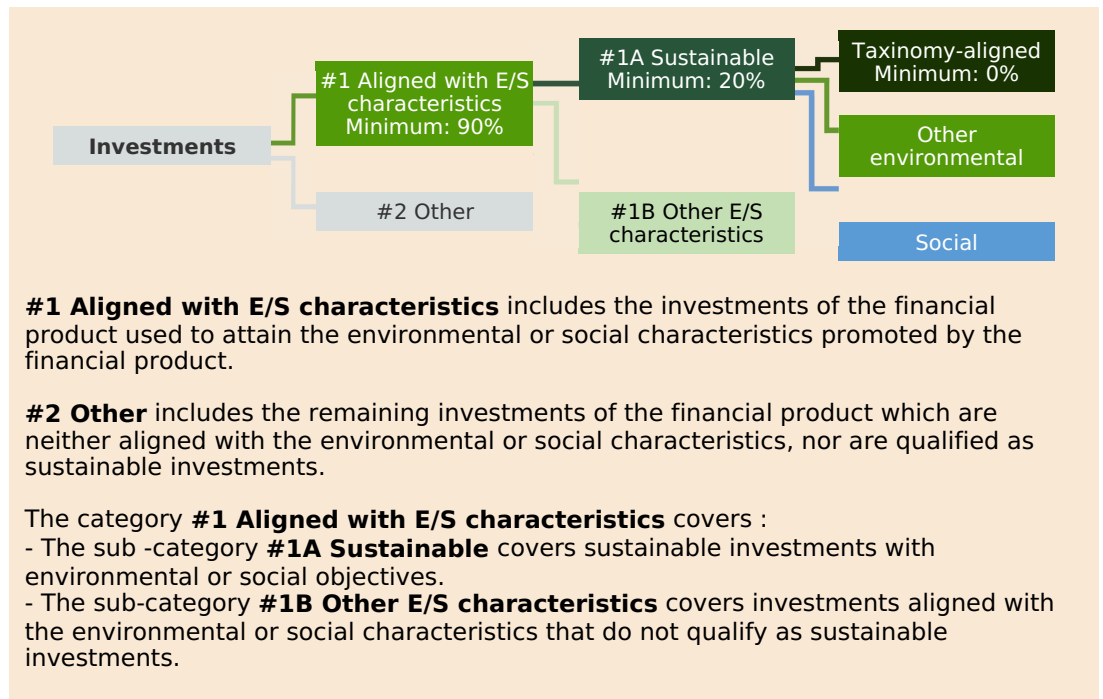 Investments
#1 Aligned with E/S
characteristics
Minimum: 90%
#2 Other
#1A Sustainable
Minimum: 20%
#1B Other E/S
characteristics
Taxinomy-aligned
Minimum: 0%
Other
environmental
Social
#1 Aligned with E/S characteristics includes the investments of the financial
product used to attain the environmental or social characteristics promoted by the
financial product.
#2 Other includes the remaining investments of the financial product which are
neither aligned with the environmental or social characteristics, nor are qualified as
sustainable investments.
The category #1 Aligned with E/S characteristics covers :
- The sub -category #1A Sustainable covers sustainable investments with
environmental or social objectives.
- The sub-category #1B Other E/S characteristics covers investments aligned with
the environmental or social characteristics that do not qualify as sustainable
investments.